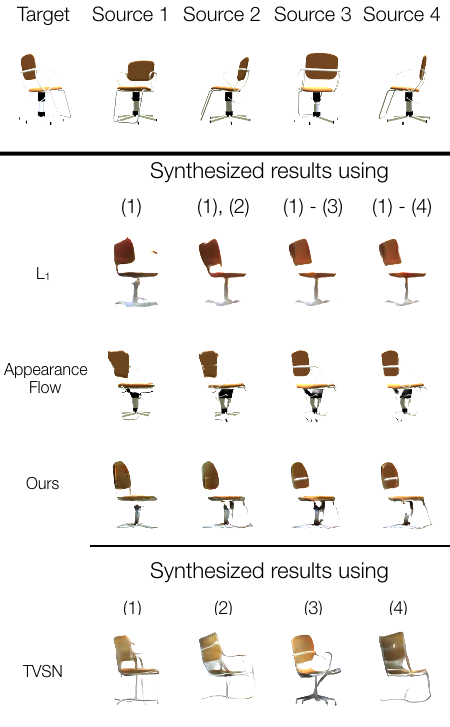 Target Source 1 Source 2 Source 3 Source 4
Synthesized results using
(1) (1), (2) (1) - (3) (1) - (4)
L₁
Appearance
Flow
Ours
Synthesized results using
(1) (2) (3) (4)
TVSN